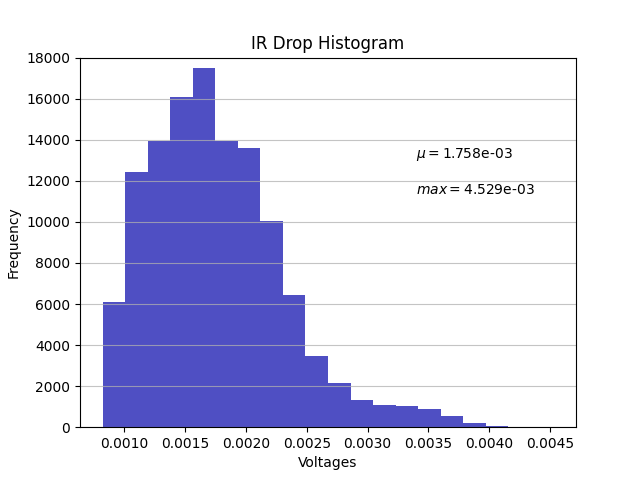 IR Drop Histogram
18000
16000
14000
12000
10000
8000
6000
4000
2000
0
Frequency
μ = 1.758e-03
max = 4.529e-03
0.0010 0.0015 0.0020 0.0025 0.0030 0.0035 0.0040 0.0045
Voltages